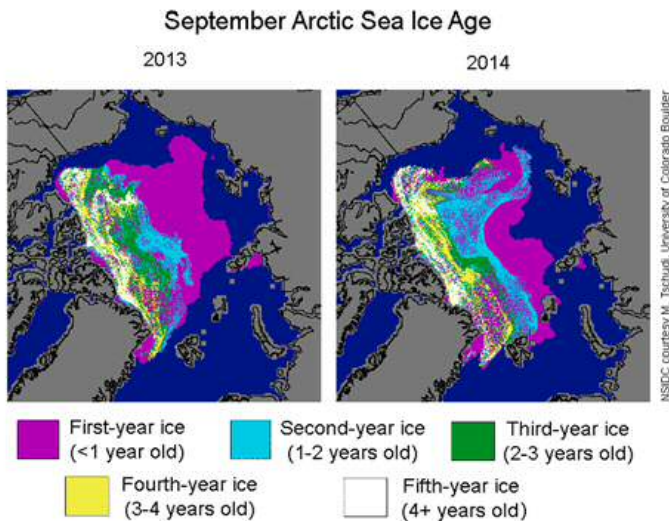 September Arctic Sea Ice Age
2013
2014
NSIDC courtesy M. Tschudi, University of Colorado Boulder
First-year ice
(<1 year old)
Second-year ice
(1-2 years old)
Third-year ice
(2-3 years old)
Fourth-year ice
(3-4 years old)
Fifth-year ice
(4+ years old)